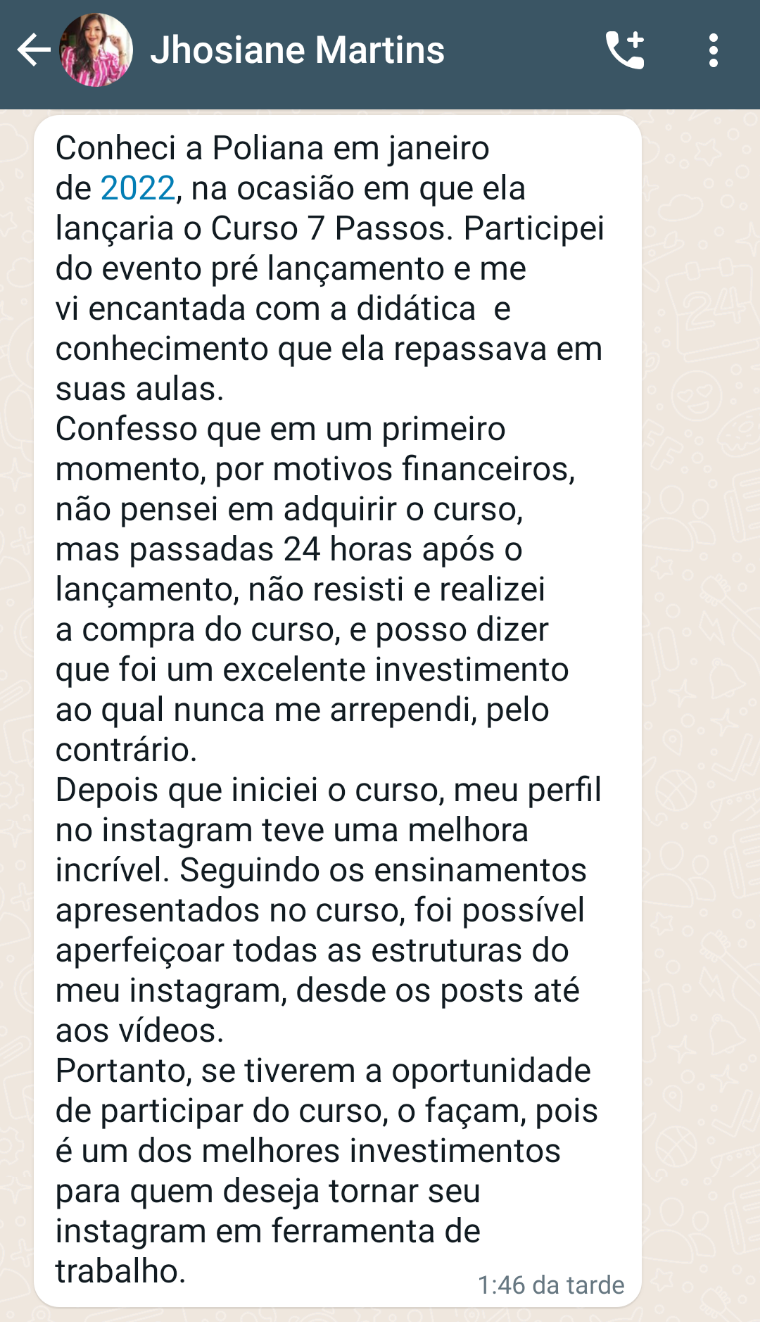 Jhosiane Martins
Conheci a Poliana em janeiro
de 2022, na ocasião em que ela
lançaria o Curso 7 Passos. Participei
do evento pré lançamento e me
vi encantada com a didática  e
conhecimento que ela repassava em
suas aulas.
Confesso que em um primeiro
momento, por motivos financeiros,
não pensei em adquirir o curso,
mas passadas 24 horas após o
lançamento, não resisti e realizei
a compra do curso, e posso dizer
que foi um excelente investimento
ao qual nunca me arrependi, pelo
contrário.
Depois que iniciei o curso, meu perfil
no instagram teve uma melhora
incrível. Seguindo os ensinamentos
apresentados no curso, foi possível
aperfeiçoar todas as estruturas do
meu instagram, desde os posts até
aos vídeos.
Portanto, se tiverem a oportunidade
de participar do curso, o façam, pois
é um dos melhores investimentos
para quem deseja tornar seu
instagram em ferramenta de
trabalho.
1:46 da tarde